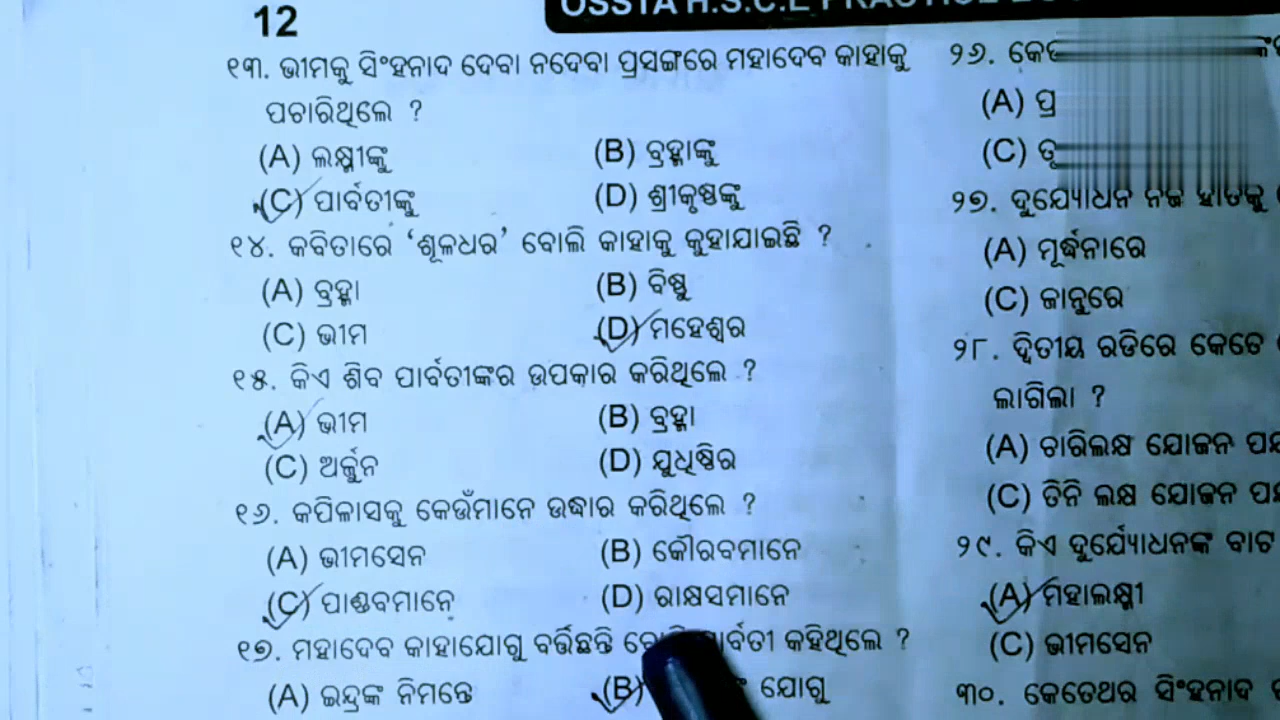 12
OSSTA H.S.C.E PRACTICE
୧୩. ଭୀମକୁ ସିଂହନାଦ ଦେବା ନଦେବା ପ୍ରସଙ୍ଗରେ ମହାଦେବ କାହାକୁ
ପଚାରିଥିଲେ ?
(A) ଲକ୍ଷ୍ମୀଙ୍କୁ (B) ବ୍ରହ୍ମାଙ୍କୁ
(C) ପାର୍ବତୀଙ୍କୁ (D) ଶ୍ରୀକୃଷ୍ଣଙ୍କୁ
୧୪. କବିତାରେ ‘ଶୂଳଧର’ ବୋଲି କାହାକୁ କୁହାଯାଇଛି ?
(A) ବ୍ରହ୍ମା (B) ବିଷ୍ଣୁ
(C) ଭୀମ (D) ମହେଶ୍ୱର
୧୫. କିଏ ଶିବ ପାର୍ବତୀଙ୍କର ଉପକାର କରିଥିଲେ ?
(A) ଭୀମ (B) ବ୍ରହ୍ମା
(C) ଅର୍ଜୁନ (D) ଯୁଧିଷ୍ଠିର
୧୬. କପିଳାସକୁ କେଉଁମାନେ ଉଦ୍ଧାର କରିଥିଲେ ?
(A) ଭୀମସେନ (B) କୌରବମାନେ
(C) ପାଣ୍ଡବମାନେ (D) ରାକ୍ଷସମାନେ
୧୭. ମହାଦେବ କାହାଯୋଗୁ ବର୍ତ୍ତିଛନ୍ତି ବୋଲି ପାର୍ବତୀ କହିଥିଲେ ?
(A) ଇନ୍ଦ୍ରଙ୍କ ନିମନ୍ତେ (B) ଯୋଗୁ
୨୬.
(A)
(C)
୨୭. ଦୁର୍ଯ୍ୟୋଧନ ନିଜ ହାତକୁ
(A) ମୂର୍ଦ୍ଧନାରେ
(C) ଜାନୁରେ
୨୮. ଦ୍ୱିତୀୟ ରଡିରେ କେତେ
ଲାଗିଲା ?
(A) ଚାରିଲକ୍ଷ ଯୋଜନ
(C) ତିନି ଲକ୍ଷ ଯୋଜନ
୨୯. କିଏ ଦୁର୍ଯ୍ୟୋଧନଙ୍କ ବାଟ
(A) ମହାଲକ୍ଷ୍ମୀ
(C) ଭୀମସେନ
୩୦. କେତେଥର ସିଂହନାଦ